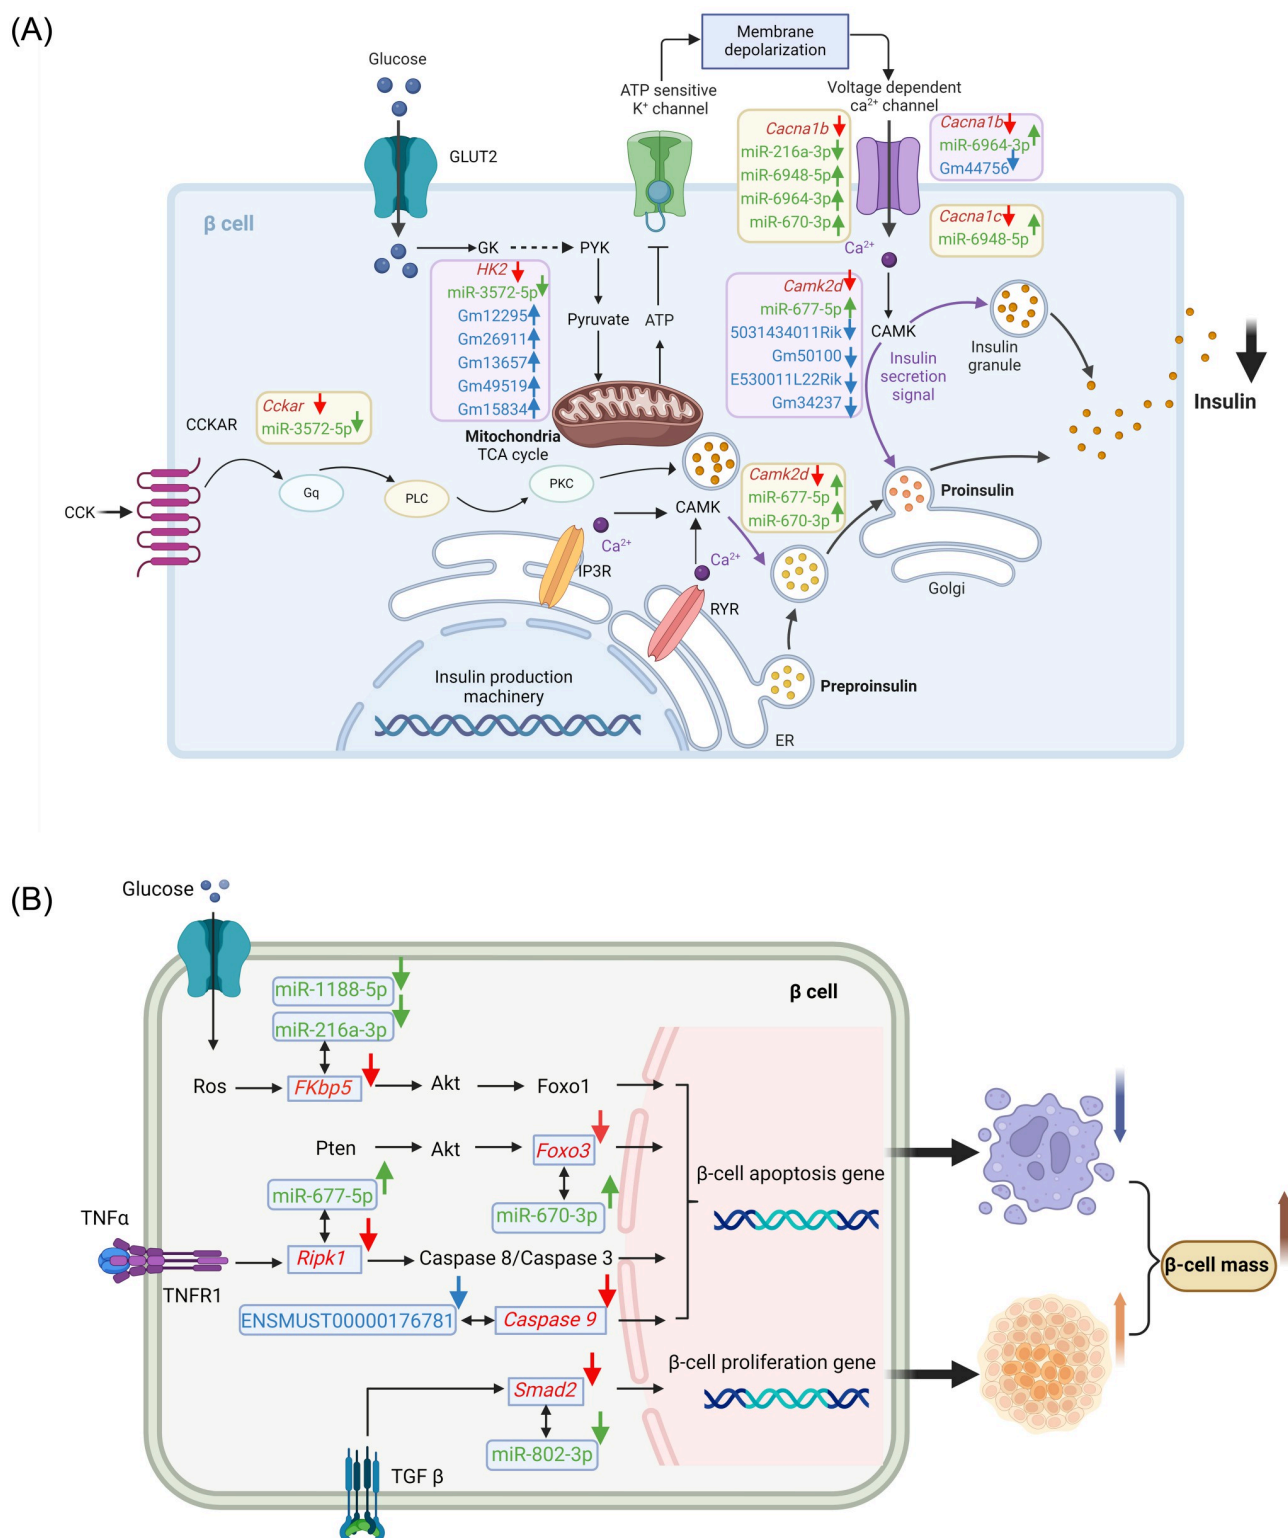 (A)
Membrane
depolarization
Glucose
ATP sensitive
K⁺ channel
Voltage dependent
ca²⁺ channel
GLUT2
Cacna1b
miR-216a-3p
miR-6948-5p
miR-6964-3p
miR-670-3p
Cacna1b
miR-6964-3p
Gm44756
Cacna1c
miR-6948-5p
β cell
Ca²⁺
GK
PYK
HK2
miR-3572-5p
Gm12295
Gm26911
Gm13657
Gm49519
Gm15834
Pyruvate
ATP
Camk2d
miR-677-5p
5031434011Rik
Gm50100
E530011L22Rik
Gm34237
CAMK
Insulin
secretion
signal
Insulin
granule
Insulin
CCKAR
Cckar
miR-3572-5p
Mitochondria
TCA cycle
CCK
Gq
PLC
PKC
Camk2d
miR-677-5p
miR-670-3p
Proinsulin
CAMK
Ca²⁺
Ca²⁺
IP3R
RYR
Golgi
Insulin production
machinery
Preproinsulin
ER
(B)
Glucose
miR-1188-5p
miR-216a-3p
β cell
Ros
FKbp5
Akt
Foxo1
Pten
Akt
Foxo3
miR-677-5p
miR-670-3p
β-cell apoptosis gene
TNFα
TNFR1
Ripk1
Caspase 8/Caspase 3
ENSMUST00000176781
Caspase 9
β-cell mass
β-cell proliferation gene
Smad2
miR-802-3p
TGF β